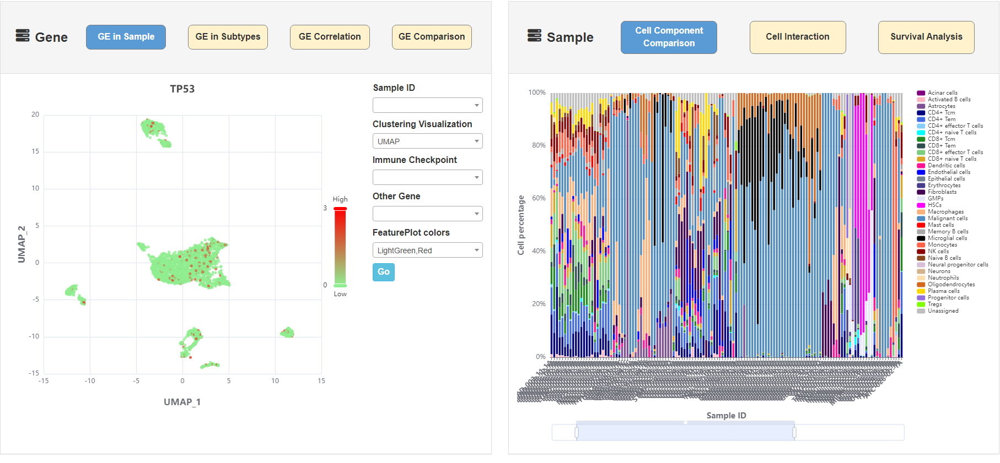 Gene
GE in Sample
GE in Subtypes
GE Correlation
GE Comparison
TP53
20
15
10
5
0
-5
-10
-15
-15
-10
-5
0
5
10
15
UMAP_2
UMAP_1
High
3
0
Low
Sample ID
Clustering Visualization
UMAP
Immune Checkpoint
Other Gene
FeaturePlot colors
LightGreen,Red
Go
Sample
Cell Component
Comparison
Cell Interaction
Survival Analysis
100%
80%
60%
40%
20%
0%
Cell percentage
Sample ID
Acinar cells
Activated B cells
Astrocytes
CD4+ Tcm
CD4+ Tem
CD4+ effector T cells
CD4+ naive T cells
CD8+ Tcm
CD8+ Tem
CD8+ effector T cells
CD8+ naive T cells
Dendritic cells
Endothelial cells
Epithelial cells
Erythrocytes
Fibroblasts
GMPs
HSCs
Macrophages
Malignant cells
Mast cells
Memory B cells
Microglial cells
Monocytes
NK cells
Naive B cells
Neural progenitor cells
Neurons
Neutrophils
Oligodendrocytes
Plasma cells
Progenitor cells
Tregs
Unassigned